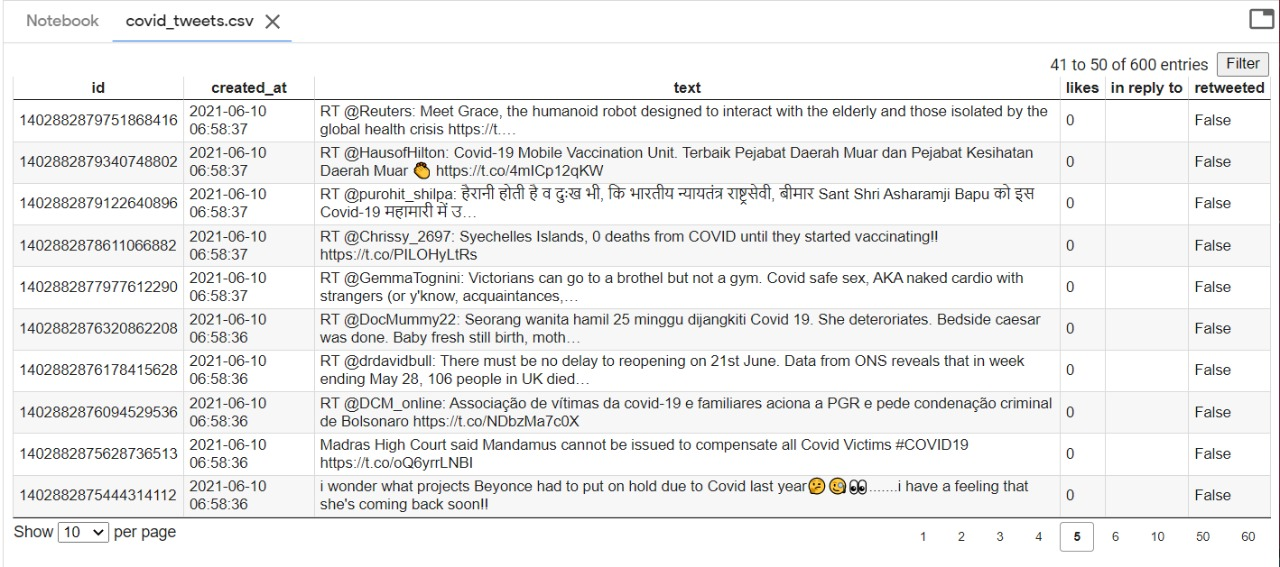 Notebook covid_tweets.csv
41 to 50 of 600 entries Filter
id created_at text likes in reply to retweeted
1402882879751868416 2021-06-10 06:58:37 RT @Reuters: Meet Grace, the humanoid robot designed to interact with the elderly and those isolated by the
global health crisis https://t.… 0 False
1402882879340748802 2021-06-10 06:58:37 RT @HausofHilton: Covid-19 Mobile Vaccination Unit. Terbaik Pejabat Daerah Muar dan Pejabat Kesihatan
Daerah Muar 👏 https://t.co/4mICp12qKW 0 False
1402882879122640896 2021-06-10 06:58:37 RT @purohit_shilpa: हैरानी होती है व दुःख भी, कि भारतीय न्यायतंत्र राष्ट्रसेवी, बीमार Sant Shri Asharamji Bapu को इस
Covid-19 महामारी में उ… 0 False
1402882878611066882 2021-06-10 06:58:37 RT @Chrissy_2697: Syechelles Islands, 0 deaths from COVID until they started vaccinating!!
https://t.co/PILOHyLtRs 0 False
1402882877977612290 2021-06-10 06:58:37 RT @GemmaTognini: Victorians can go to a brothel but not a gym. Covid safe sex, AKA naked cardio with
strangers (or y'know, acquaintances,… 0 False
1402882876320862208 2021-06-10 06:58:36 RT @DocMummy22: Seorang wanita hamil 25 minggu dijangkiti Covid 19. She deteroriates. Bedside caesar
was done. Baby fresh still birth, moth… 0 False
1402882876178415628 2021-06-10 06:58:36 RT @drdavidbull: There must be no delay to reopening on 21st June. Data from ONS reveals that in week
ending May 28, 106 people in UK died… 0 False
1402882876094529536 2021-06-10 06:58:36 RT @DCM_online: Associação de vítimas da covid-19 e familiares aciona a PGR e pede condenação criminal
de Bolsonaro https://t.co/NDbzMa7c0X 0 False
1402882875628736513 2021-06-10 06:58:36 Madras High Court said Mandamus cannot be issued to compensate all Covid Victims #COVID19
https://t.co/oQ6yrrLNBI 0 False
1402882875444314112 2021-06-10 06:58:36 i wonder what projects Beyonce had to put on hold due to Covid last year🤔🧐👀.......i have a feeling that
she's coming back soon!! 0 False
Show 10 per page 1 2 3 4 5 6 10 50 60